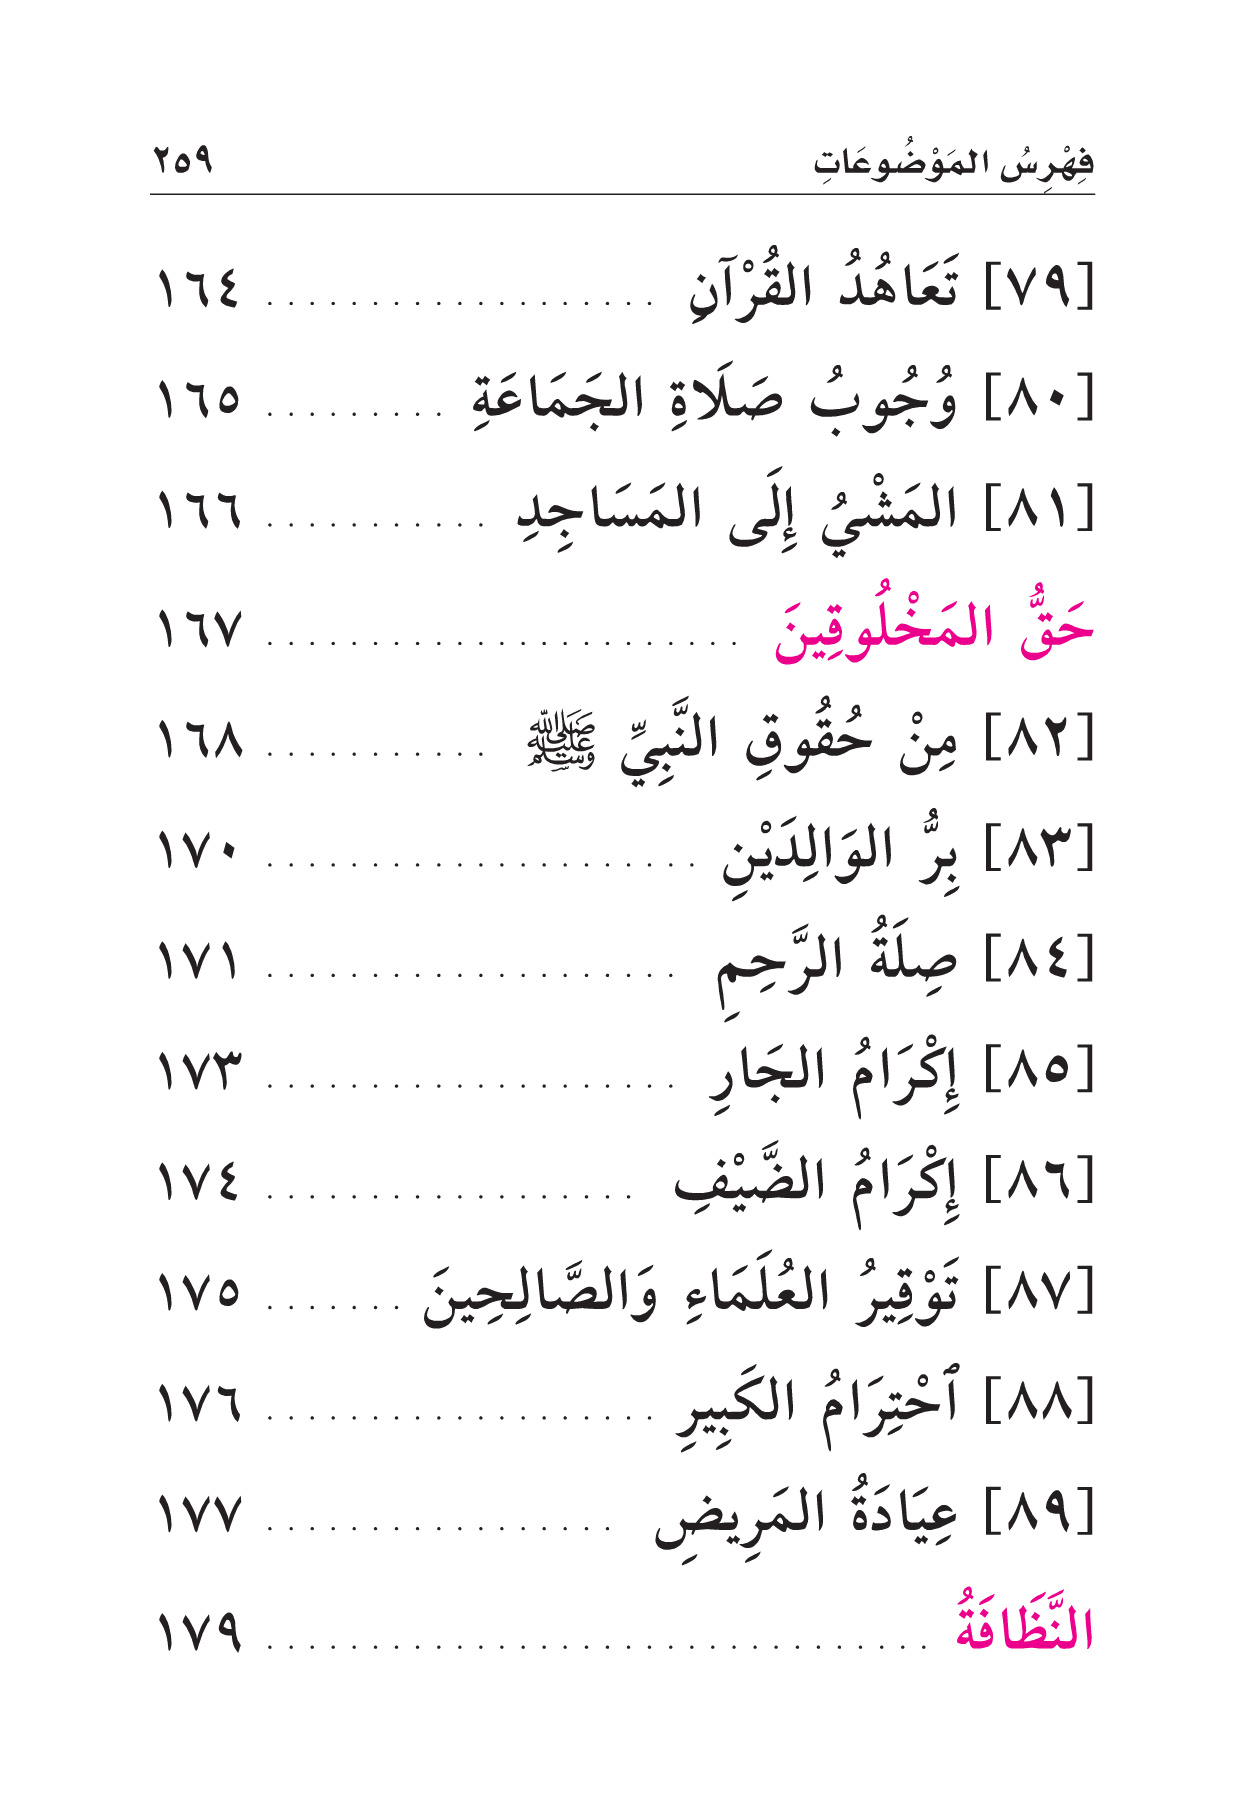 فِهْرِسُ المَوْضُوعَاتِ ٢٥٩
[٧٩] تَعَاهُدُ القُرْآنِ . . . . . . . . . . . . . . . . . . . ١٦٤
[٨٠] وُجُوبُ صَلَاةِ الجَمَاعَةِ . . . . . . . . . ١٦٥
[٨١] المَشْيُ إِلَى المَسَاجِدِ . . . . . . . . . . . ١٦٦
حَقُّ المَخْلُوقِينَ . . . . . . . . . . . . . . . . . . . . . . . ١٦٧
[٨٢] مِنْ حُقُوقِ النَّبِيِّ ﷺ . . . . . . . . . . . ١٦٨
[٨٣] بِرُّ الوَالِدَيْنِ . . . . . . . . . . . . . . . . . . . . . ١٧٠
[٨٤] صِلَةُ الرَّحِمِ . . . . . . . . . . . . . . . . . . . . ١٧١
[٨٥] إِكْرَامُ الجَارِ . . . . . . . . . . . . . . . . . . . . ١٧٣
[٨٦] إِكْرَامُ الضَّيْفِ . . . . . . . . . . . . . . . . . . ١٧٤
[٨٧] تَوْقِيرُ العُلَمَاءِ وَالصَّالِحِينَ . . . . . . . ١٧٥
[٨٨] ٱحْتِرَامُ الكَبِيرِ . . . . . . . . . . . . . . . . . . . ١٧٦
[٨٩] عِيَادَةُ المَرِيضِ . . . . . . . . . . . . . . . . . ١٧٧
النَّظَافَةُ . . . . . . . . . . . . . . . . . . . . . . . . . . . . . . . . ١٧٩